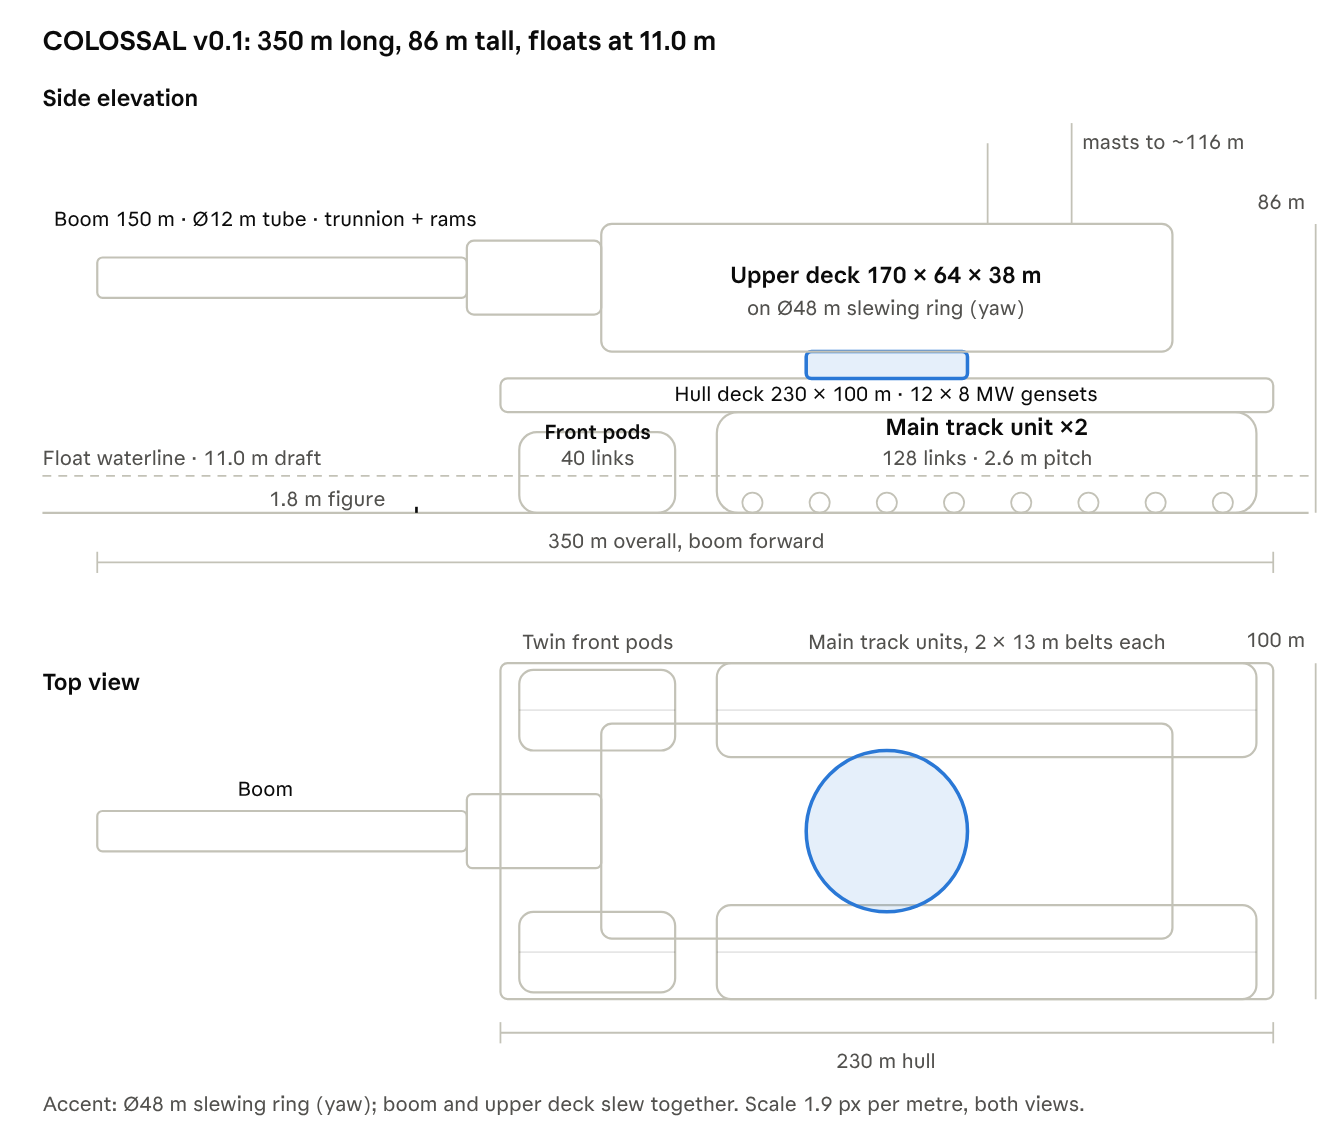 COLOSSAL v0.1: 350 m long, 86 m tall, floats at 11.0 m
Side elevation
masts to ~116 m
86 m
Boom 150 m · Ø12 m tube · trunnion + rams
Upper deck 170 × 64 × 38 m
on Ø48 m slewing ring (yaw)
Hull deck 230 × 100 m · 12 × 8 MW gensets
Front pods
40 links
Main track unit ×2
128 links · 2.6 m pitch
Float waterline · 11.0 m draft
1.8 m figure
350 m overall, boom forward
Twin front pods
Main track units, 2 × 13 m belts each
100 m
Top view
Boom
230 m hull
Accent: Ø48 m slewing ring (yaw); boom and upper deck slew together. Scale 1.9 px per metre, both views.